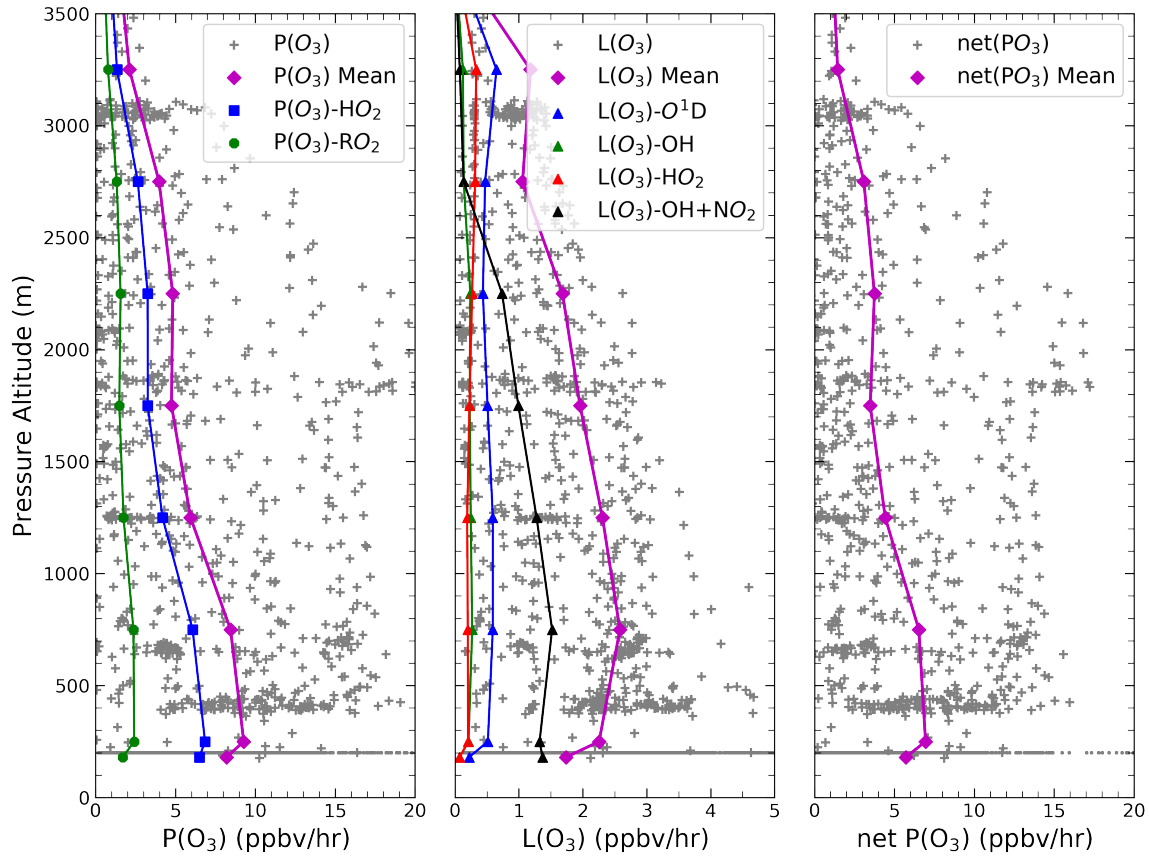 Pressure Altitude (m)
3500
3000
2500
2000
1500
1000
500
0
P(O₃)
P(O₃) Mean
P(O₃)-HO₂
P(O₃)-RO₂
0 5 10 15 20
P(O₃) (ppbv/hr)
L(O₃)
L(O₃) Mean
L(O₃)-O¹D
L(O₃)-OH
L(O₃)-HO₂
L(O₃)-OH+NO₂
0 1 2 3 4 5
L(O₃) (ppbv/hr)
net(PO₃)
net(PO₃) Mean
0 5 10 15 20
net P(O₃) (ppbv/hr)